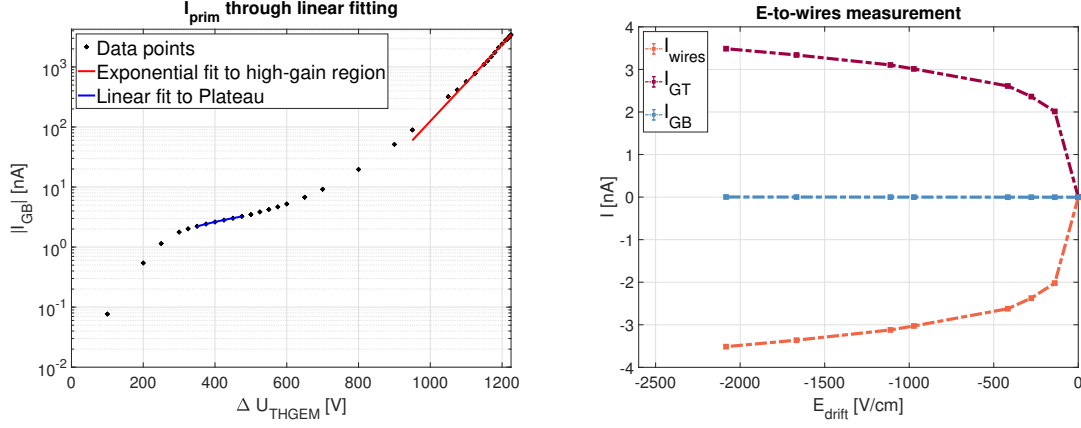 I_prim through linear fitting
Data points
Exponential fit to high-gain region
Linear fit to Plateau
|I_GB| [nA]
10^3
10^2
10^1
10^0
10^-1
10^-2
0 200 400 600 800 1000 1200
Δ U_THGEM [V]
E-to-wires measurement
I_wires
I_GT
I_GB
I [nA]
4
3
2
1
0
-1
-2
-3
-4
-2500 -2000 -1500 -1000 -500 0
E_drift [V/cm]